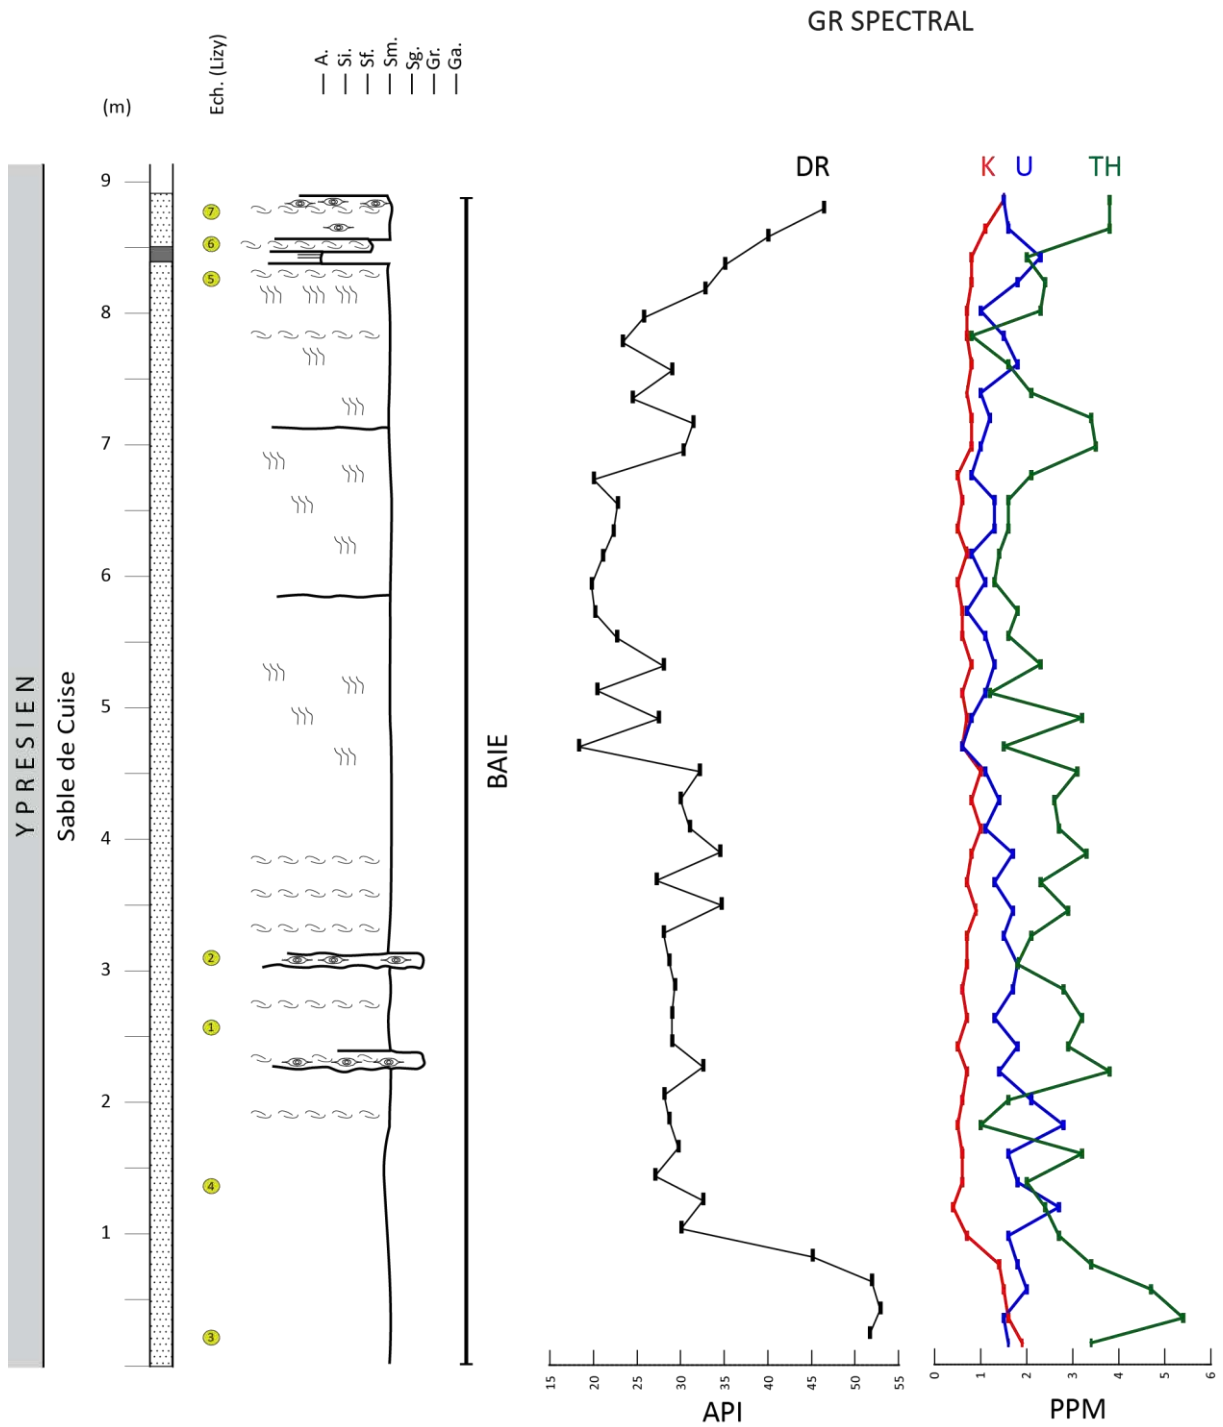 GR SPECTRAL
Ech. (Lizy)
A.
Si.
Sf.
Sm.
Sg.
Gr.
Ga.
(m)
DR
K U TH
9
7
6
5
8
7
6
5
4
2
3
1
2
4
1
3
YPRESIEN
Sable de Cuise
BAIE
15 20 25 30 35 40 45 50 55
API
0 1 2 3 4 5 6
PPM